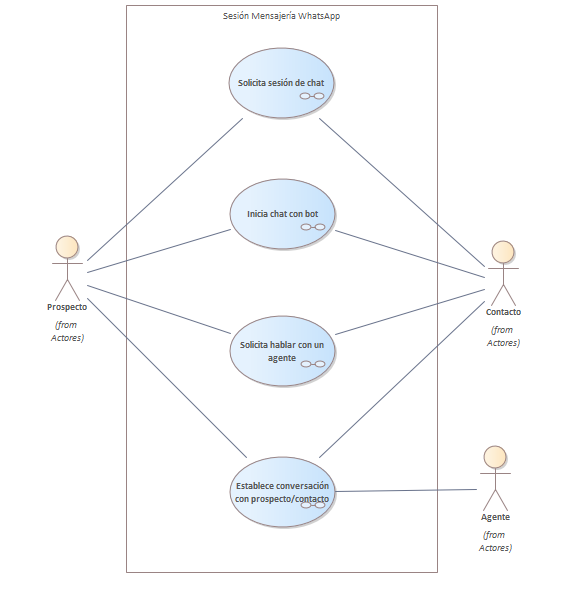 Sesión Mensajería WhatsApp
Solicita sesión de chat
Inicia chat con bot
Prospecto
(from
Actores)
Contacto
(from
Actores)
Solicita hablar con un
agente
Establece conversación
con prospecto/contacto
Agente
(from
Actores)